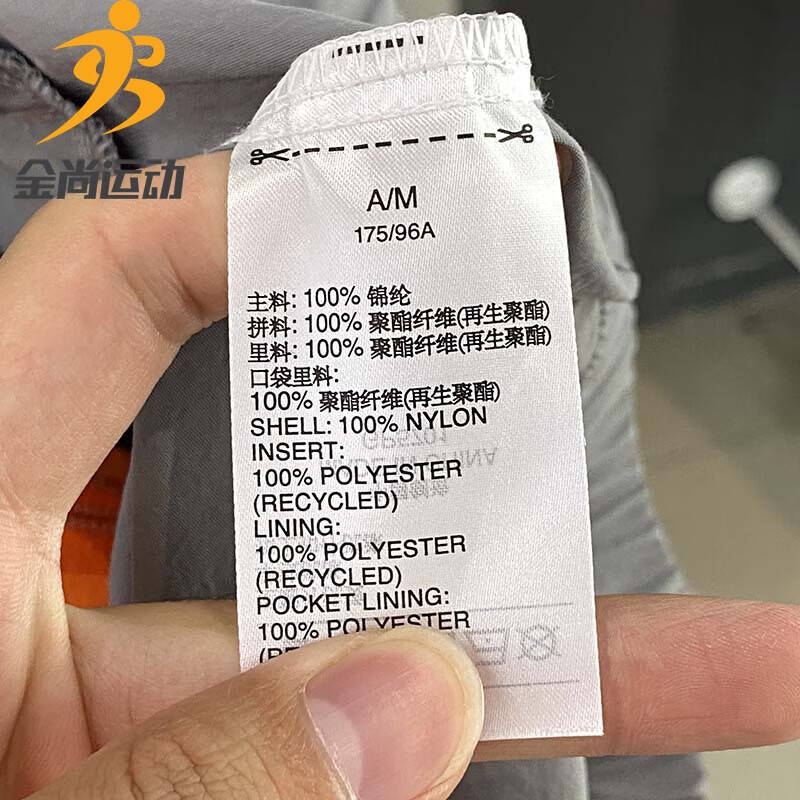 金尚运动
A/M
175/96A
主料: 100% 锦纶
拼料: 100% 聚酯纤维(再生聚酯)
里料: 100% 聚酯纤维(再生聚酯)
口袋里料:
100% 聚酯纤维(再生聚酯)
SHELL: 100% NYLON
INSERT:
100% POLYESTER
(RECYCLED)
LINING:
100% POLYESTER
(RECYCLED)
POCKET LINING:
100% POLYESTER